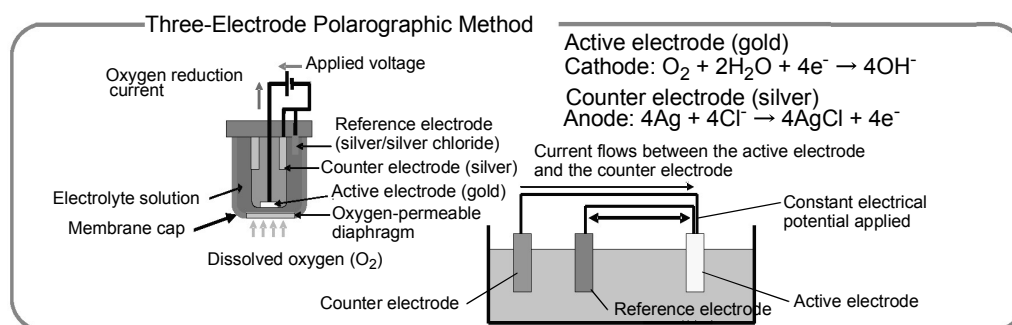 Three-Electrode Polarographic Method
Oxygen reduction
current
Applied voltage
Reference electrode
(silver/silver chloride)
Counter electrode (silver)
Active electrode (gold)
Oxygen-permeable
diaphragm
Electrolyte solution
Membrane cap
Dissolved oxygen (O₂)
Active electrode (gold)
Cathode: O₂ + 2H₂O + 4e⁻ → 4OH⁻
Counter electrode (silver)
Anode: 4Ag + 4Cl⁻ → 4AgCl + 4e⁻
Current flows between the active electrode
and the counter electrode
Constant electrical
potential applied
Counter electrode
Reference electrode
Active electrode